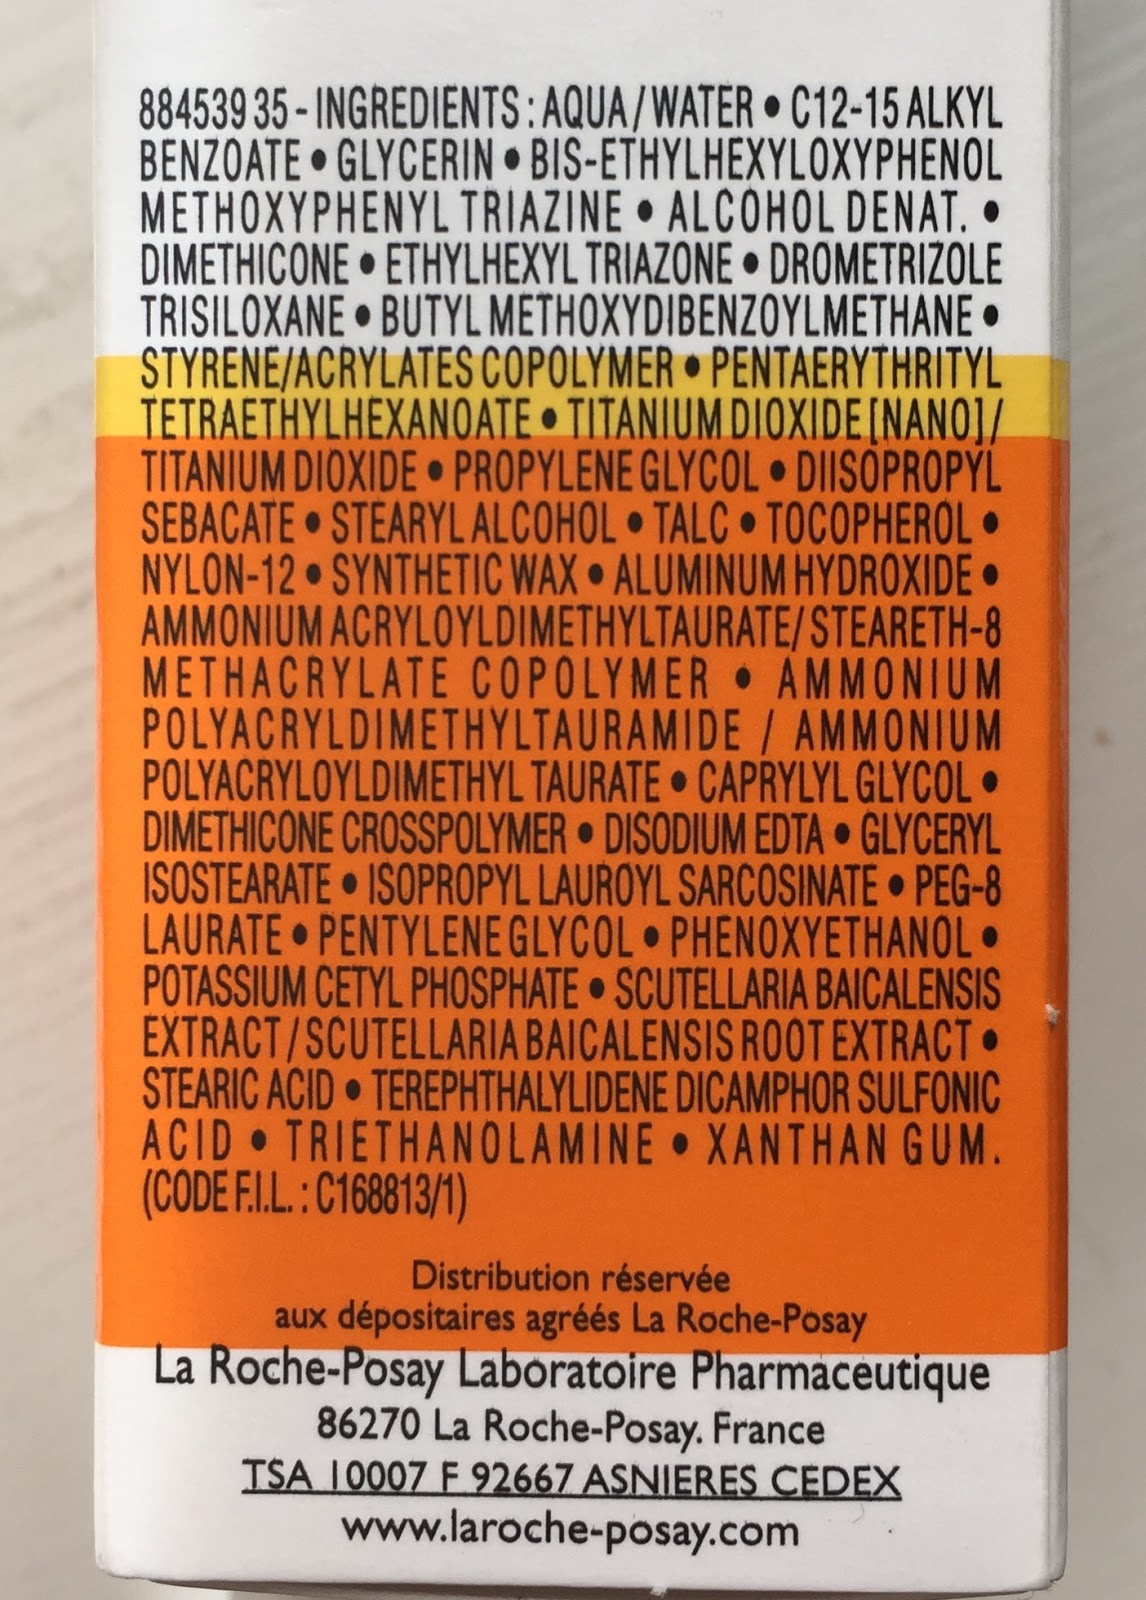 8845393 35 - INGREDIENTS : AQUA / WATER • C12-15 ALKYL
BENZOATE • GLYCERIN • BIS-ETHYLHEXYLOXYPHENOL
METHOXYPHENYL TRIAZINE • ALCOHOL DENAT. •
DIMETHICONE • ETHYLHEXYL TRIAZONE • DROMETRIZOLE
TRISILOXANE • BUTYL METHOXYDIBENZOYLMETHANE •
STYRENE/ACRYLATES COPOLYMER • PENTAERYTHRITYL
TETRAETHYLHEXANOATE • TITANIUM DIOXIDE [NANO] /
TITANIUM DIOXIDE • PROPYLENE GLYCOL • DIISOPROPYL
SEBACATE • STEARYL ALCOHOL • TALC • TOCOPHEROL •
NYLON-12 • SYNTHETIC WAX • ALUMINUM HYDROXIDE •
AMMONIUM ACRYLOYLDIMETHYLTAURATE/ STEARETH-8
METHACRYLATE COPOLYMER • AMMONIUM
POLYACRYLDIMETHYLTAURAMIDE / AMMONIUM
POLYACRYLOYLDIMETHYL TAURATE • CAPRYLYL GLYCOL •
DIMETHICONE CROSSPOLYMER • DISODIUM EDTA • GLYCERYL
ISOSTEARATE • ISOPROPYL LAUROYL SARCOSINATE • PEG-8
LAURATE • PENTYLENE GLYCOL • PHENOXYETHANOL •
POTASSIUM CETYL PHOSPHATE • SCUTELLARIA BAICALENSIS
EXTRACT / SCUTELLARIA BAICALENSIS ROOT EXTRACT •
STEARIC ACID • TEREPHTHALYLIDENE DICAMPHOR SULFONIC
ACID • TRIETHANOLAMINE • XANTHAN GUM.
(CODE F.I.L. : C168813/1)
Distribution réservée
aux dépositaires agréés La Roche-Posay
La Roche-Posay Laboratoire Pharmaceutique
86270 La Roche-Posay. France
TSA 10007 F 92667 ASNIERES CEDEX
www.laroche-posay.com